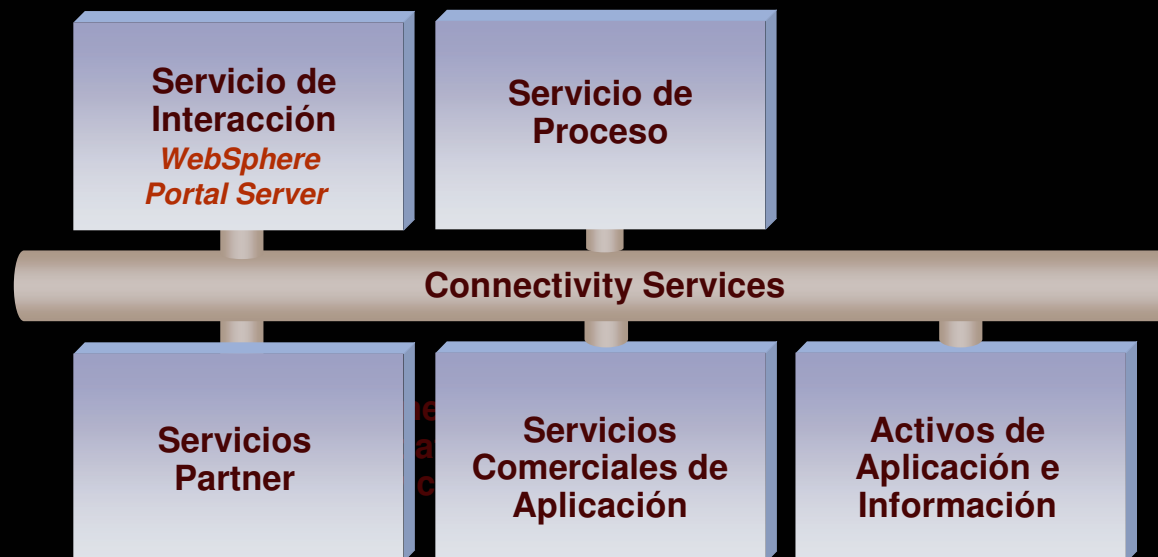 Servicio de
Interacción
WebSphere
Portal Server
Servicio de
Proceso
Connectivity Services
Servicios
Partner
Servicios
Comerciales de
Aplicación
Activos de
Aplicación e
Información